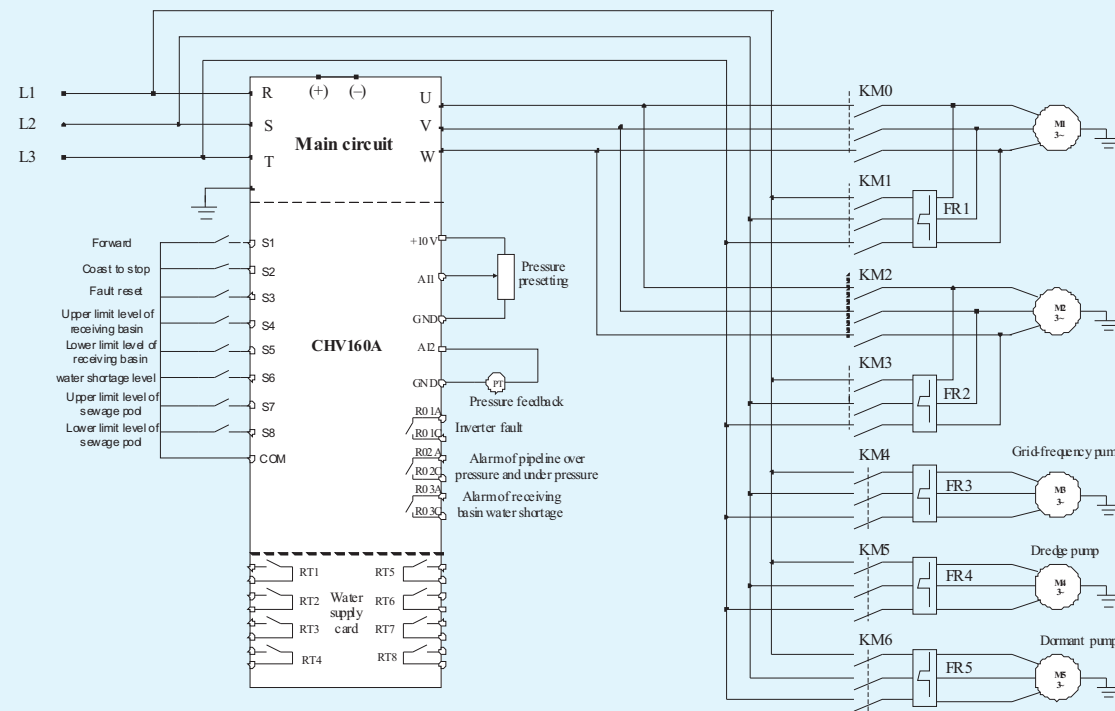 L1
L2
L3
R
S
T
(+) (–)
U
V
W
Main circuit
Forward
Coast to stop
Fault reset
Upper limit level of
receiving basin
Lower limit level of
receiving basin
water shortage level
Upper limit level of
sewage pool
Lower limit level of
sewage pool
S1
S2
S3
S4
S5
S6
S7
S8
COM
CHV160A
+10V
AI1
GND
AI2
GND
Pressure
presetting
PT
Pressure feedback
R01A
R01C
Inverter fault
R02A
R02C
Alarm of pipeline over
pressure and under pressure
R03A
R03C
Alarm of receiving
basin water shortage
RT1
RT2
RT3
RT4
Water
supply
card
RT5
RT6
RT7
RT8
KM0
M1
3~
KM1
FR1
KM2
M2
3~
KM3
FR2
KM4
FR3
Grid-frequency pump
M3
3~
KM5
FR4
Dredge pump
M4
3~
KM6
FR5
Dormant pump
M5
3~